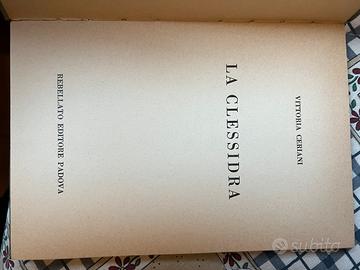 VITTORIA CERIANI
LA CLESSIDRA
REBELLATO EDITORE PADOVA
subito